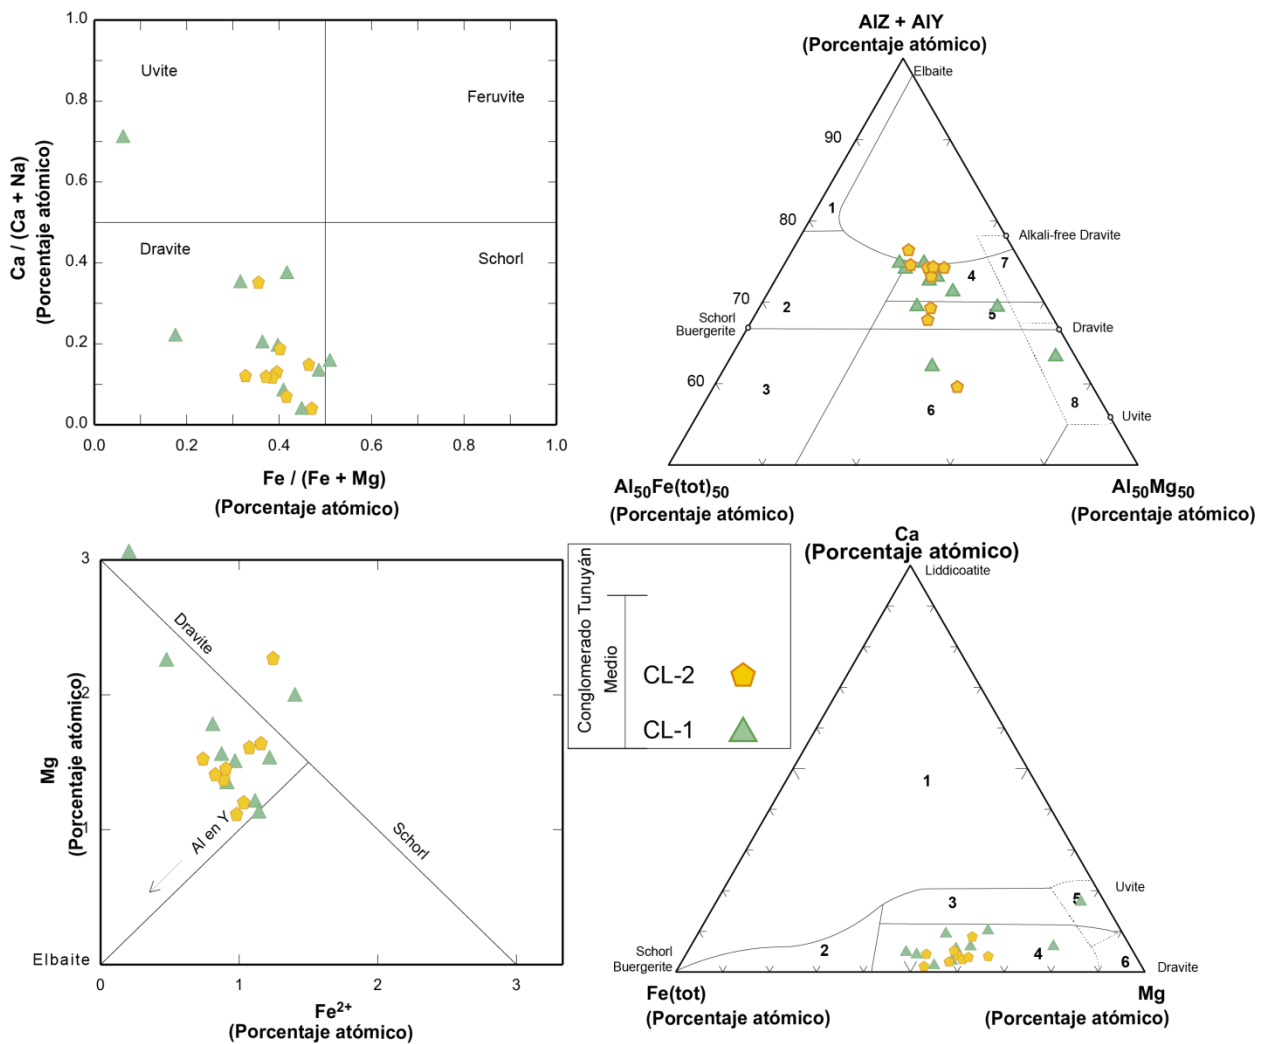 1.0
0.8
0.6
0.4
0.2
0.0
Ca / (Ca + Na)
(Porcentaje atómico)
Uvite
Feruvite
Dravite
Schorl
0.0
0.2
0.4
0.6
0.8
1.0
Fe / (Fe + Mg)
(Porcentaje atómico)
AlZ + AlY
(Porcentaje atómico)
Elbaite
90
80
70
60
1
2
3
4
5
6
7
8
Alkali-free Dravite
Schorl
Buergerite
Dravite
Uvite
Al50Fe(tot)50
(Porcentaje atómico)
Al50Mg50
(Porcentaje atómico)
3
2
1
Mg
(Porcentaje atómico)
Dravite
Schorl
Al en Y
Elbaite
0
1
2
3
Fe2+
(Porcentaje atómico)
Conglomerado Tunuyán
Medio
CL-2
CL-1
Ca
(Porcentaje atómico)
Liddicoatite
1
2
3
4
5
6
Uvite
Schorl
Buergerite
Dravite
Fe(tot)
(Porcentaje atómico)
Mg
(Porcentaje atómico)